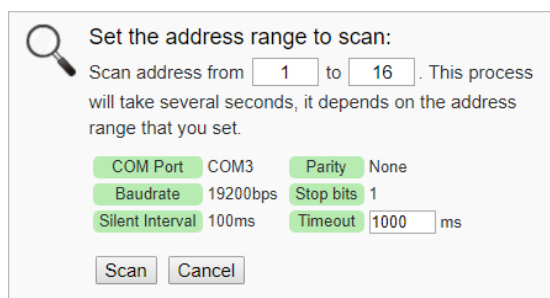 Set the address range to scan:
Scan address from 1 to 16 . This process
will take several seconds, it depends on the address
range that you set.
COM Port COM3 Parity None
Baudrate 19200bps Stop bits 1
Silent Interval 100ms Timeout 1000 ms
Scan Cancel